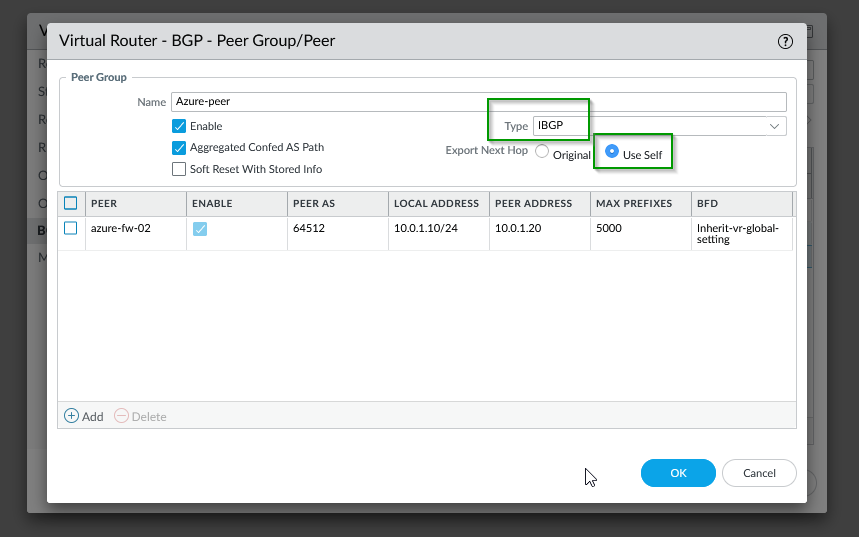 Virtual Router - BGP - Peer Group/Peer
Peer Group
Name Azure-peer
Enable
Type IBGP
Aggregated Confed AS Path
Export Next Hop Original Use Self
Soft Reset With Stored Info
PEER ENABLE PEER AS LOCAL ADDRESS PEER ADDRESS MAX PREFIXES BFD
azure-fw-02 64512 10.0.1.10/24 10.0.1.20 5000 Inherit-vr-global-
setting
Add Delete
OK Cancel